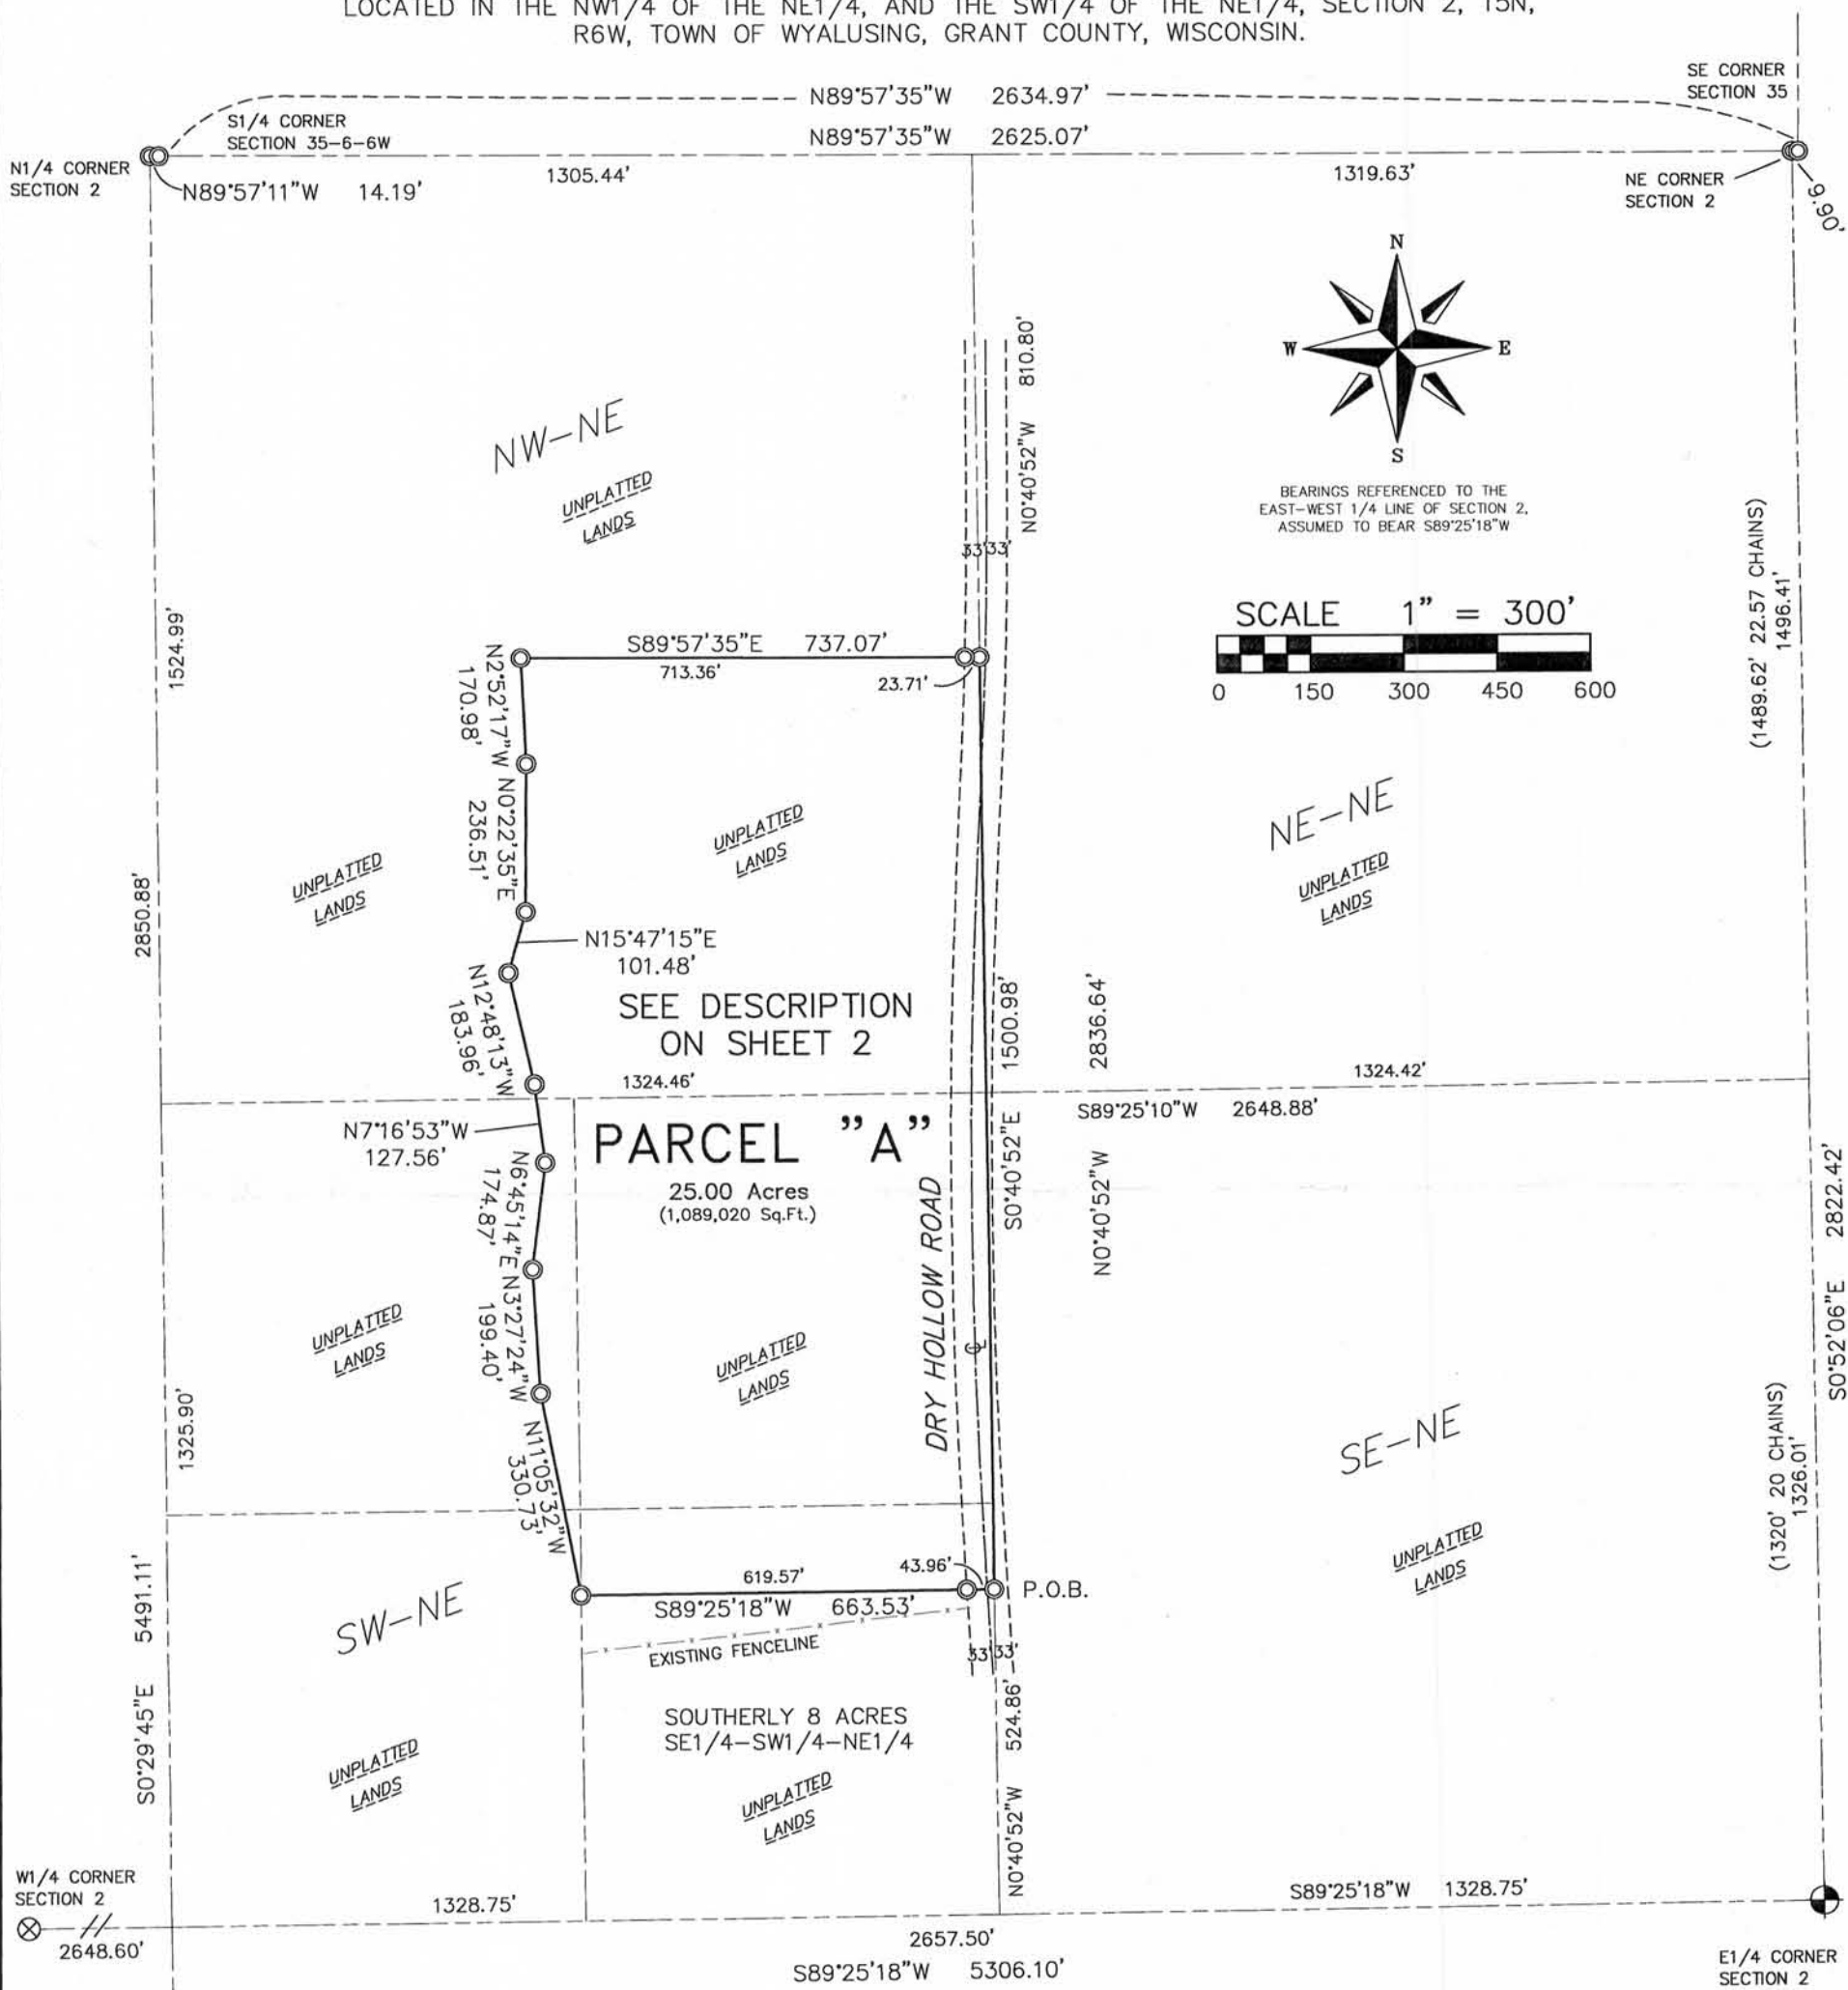 LOCATED IN THE NW1/4 OF THE NE1/4, AND THE SW1/4 OF THE NE1/4, SECTION 2, T5N,
R6W, TOWN OF WYALUSING, GRANT COUNTY, WISCONSIN.
SE CORNER
SECTION 35
N89°57'35"W 2634.97'
S1/4 CORNER
SECTION 35-6-6W
N89°57'35"W 2625.07'
N1/4 CORNER
SECTION 2
N89°57'11"W 14.19'
1305.44'
1319.63'
NE CORNER
SECTION 2
9.90'
N
W
E
S
BEARINGS REFERENCED TO THE
EAST-WEST 1/4 LINE OF SECTION 2,
ASSUMED TO BEAR S89°25'18"W
SCALE 1" = 300'
0 150 300 450 600
N0°40'52"W 810.80'
33' 33'
NW-NE
UNPLATTED
LANDS
1524.99'
(1489.62' 22.57 CHAINS)
1496.41'
S89°57'35"E 737.07'
713.36'
23.71'
N2°52'17"W
170.98'
N0°22'35"E
236.51'
UNPLATTED
LANDS
UNPLATTED
LANDS
NE-NE
UNPLATTED
LANDS
2850.88'
N15°47'15"E
101.48'
N12°48'13"W
183.96'
SEE DESCRIPTION
ON SHEET 2
1500.98'
S0°40'52"E
2836.64'
N0°40'52"W
1324.46'
1324.42'
S89°25'10"W 2648.88'
N7°16'53"W
127.56'
PARCEL "A"
25.00 Acres
(1,089,020 Sq.Ft.)
N6°45'14"E
174.87'
N3°27'24"W
199.40'
DRY HOLLOW ROAD
S0°52'06"E 2822.42'
UNPLATTED
LANDS
UNPLATTED
LANDS
1325.90'
N11°05'32"W
330.73'
SE-NE
UNPLATTED
LANDS
(1320' 20 CHAINS)
1326.01'
619.57'
43.96'
P.O.B.
S89°25'18"W 663.53'
EXISTING FENCELINE
33' 33'
SW-NE
S0°29'45"E 5491.11'
SOUTHERLY 8 ACRES
SE1/4-SW1/4-NE1/4
UNPLATTED
LANDS
UNPLATTED
LANDS
N0°40'52"W 524.86'
W1/4 CORNER
SECTION 2
2648.60'
1328.75'
S89°25'18"W 1328.75'
2657.50'
S89°25'18"W 5306.10'
E1/4 CORNER
SECTION 2